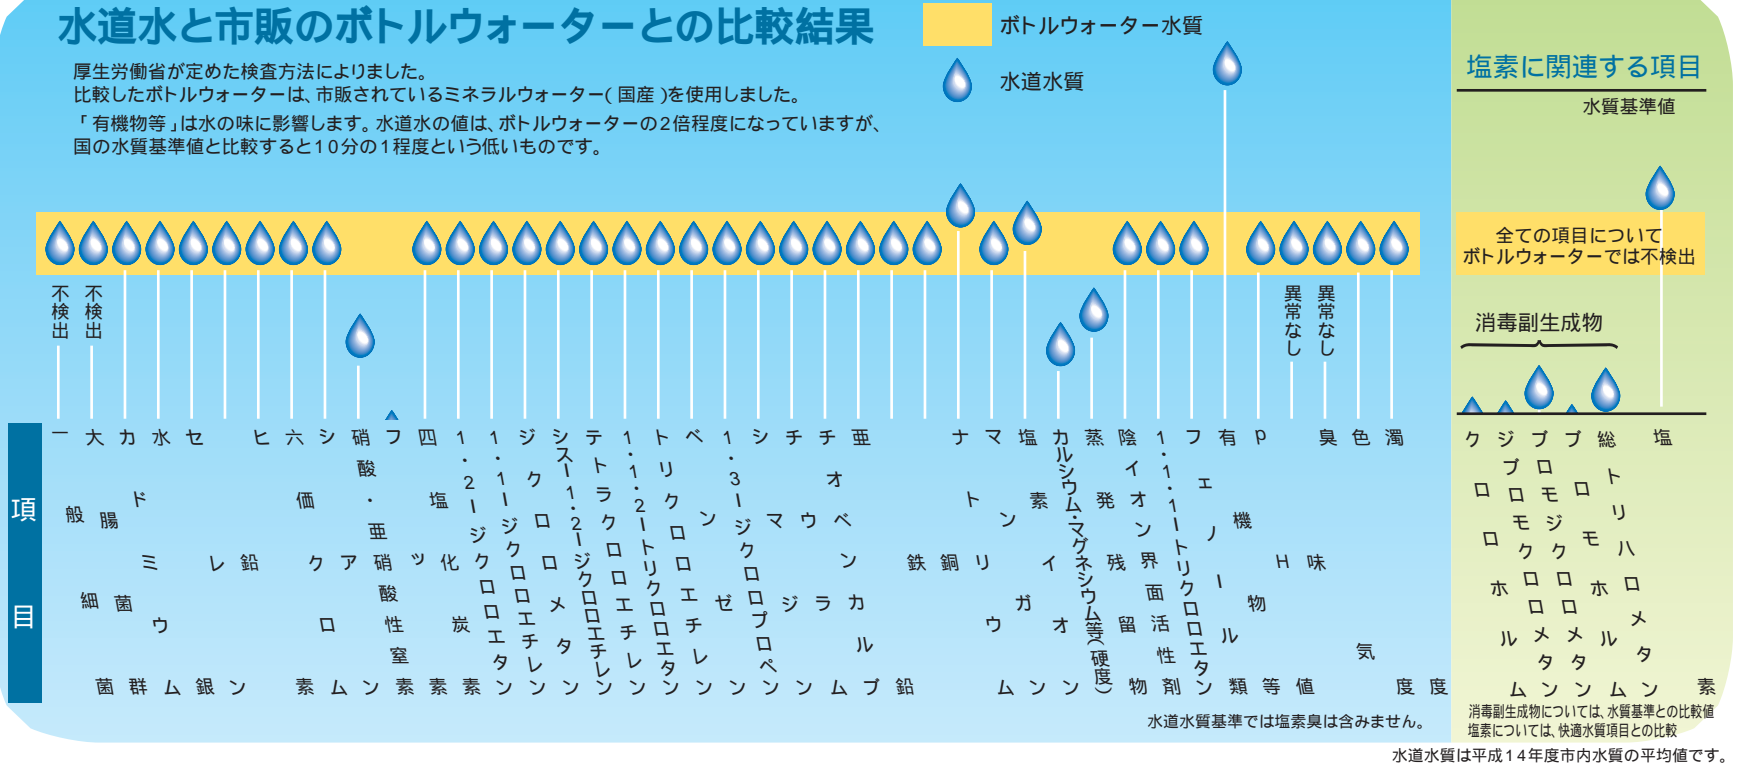 水道水と市販のボトルウォーターとの比較結果
厚生労働省が定めた検査方法によりました。
比較したボトルウォーターは、市販されているミネラルウォーター(国産)を使用しました。
「有機物等」は水の味に影響します。水道水の値は、ボトルウォーターの2倍程度になっていますが、
国の水質基準値と比較すると10分の1程度という低いものです。
ボトルウォーター水質
水道水質
不検出
不検出
異常なし
異常なし
項目
一般細菌
大腸菌群
カドミウム
水銀
セレン
鉛
ヒ素
六価クロム
シアン
硝酸・亜硝酸性窒素
フッ素
四塩化炭素
1・2ージクロロエタン
1・1ージクロロエチレン
ジクロロメタン
シスー1・2ージクロロエチレン
テトラクロロエチレン
1・1・2ートリクロロエタン
トリクロロエチレン
ベンゼン
1・3ージクロロプロペン
シマジン
チウラム
チオベンカルブ
亜鉛
鉄
銅
ナトリウム
マンガン
塩素イオン
カルシウム・マグネシウム等(硬度)
蒸発残留物
陰イオン界面活性剤
1・1・1ートリクロロエタン
フェノール類
有機物等
pH値
味
臭気
色度
濁度
水道水質基準では塩素臭は含みません。
塩素に関連する項目
水質基準値
全ての項目について
ボトルウォーターでは不検出
消毒副生成物
クロロホルム
ジブロモクロロメタン
ブロモジクロロメタン
ブロモホルム
総トリハロメタン
塩素
消毒副生成物については、水質基準との比較値
塩素については、快適水質項目との比較
水道水質は平成14年度市内水質の平均値です。